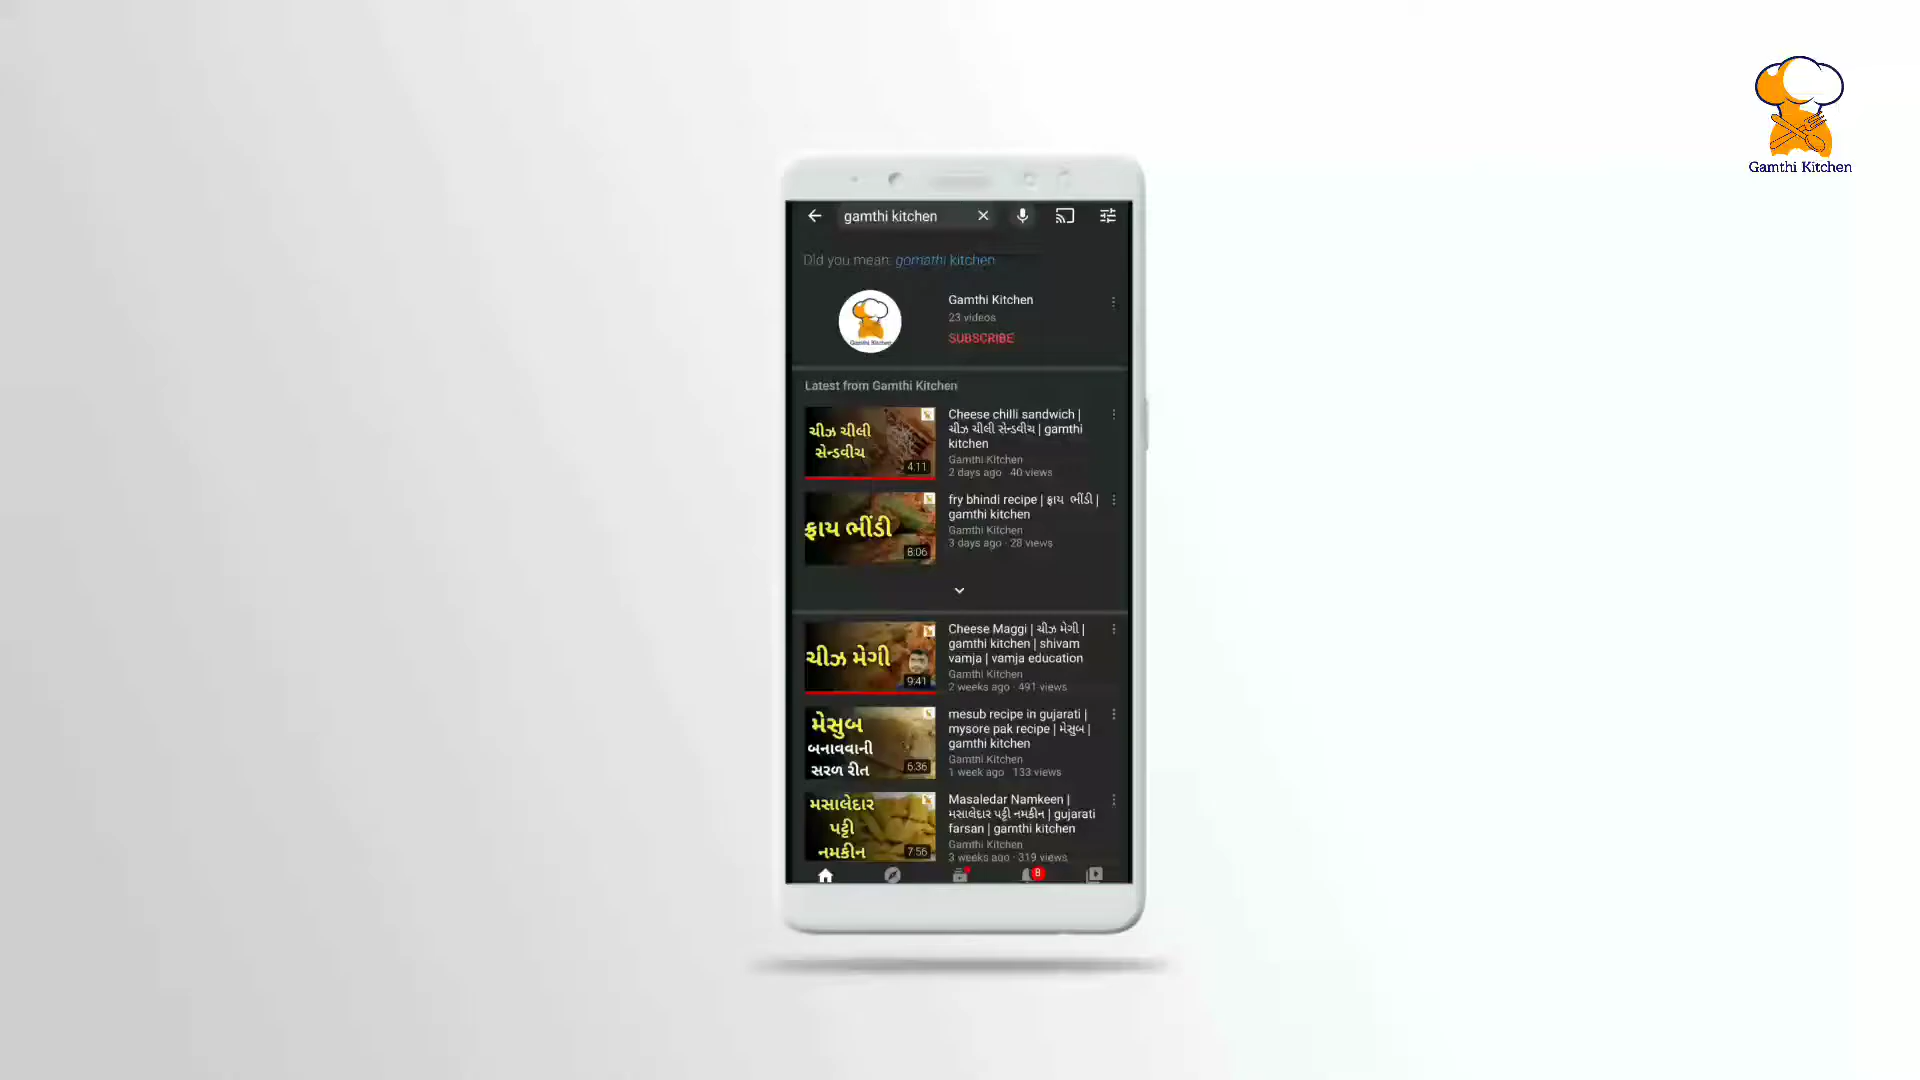 Gamthi Kitchen
gamthi kitchen
Did you mean: gomathi kitchen
Gamthi Kitchen
23 videos
SUBSCRIBE
Gamthi Kitchen
Latest from Gamthi Kitchen
ચીઝ ચીલી
સેન્ડવીચ
4:11
Cheese chilli sandwich |
ચીઝ ચીલી સેન્ડવીચ | gamthi
kitchen
Gamthi Kitchen
2 days ago · 40 views
ફ્રાય ભીંડી
8:06
fry bhindi recipe | ફ્રાય ભીંડી |
gamthi kitchen
Gamthi Kitchen
3 days ago · 28 views
ચીઝ મેગી
9:41
Cheese Maggi | ચીઝ મેગી |
gamthi kitchen | shivam
vamja | vamja education
Gamthi Kitchen
2 weeks ago · 491 views
મેસુબ
બનાવવાની
સરળ રીત
6:36
mesub recipe in gujarati |
mysore pak recipe | મેસુબ |
gamthi kitchen
Gamthi Kitchen
1 week ago · 133 views
મસાલેદાર
પટ્ટી
નમકીન
7:56
Masaledar Namkeen |
મસાલેદાર પટ્ટી નમકીન | gujarati
farsan | gamthi kitchen
Gamthi Kitchen
3 weeks ago · 319 views
8